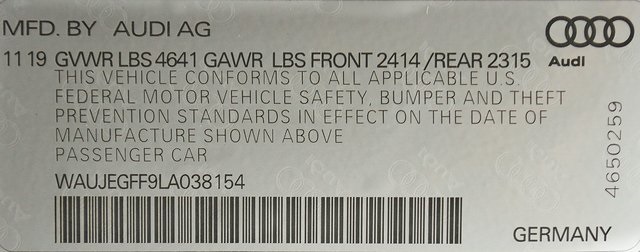 MFD. BY AUDI AG
11 19 GVWR LBS 4641 GAWR LBS FRONT 2414 /REAR 2315
Audi
THIS VEHICLE CONFORMS TO ALL APPLICABLE U.S.
FEDERAL MOTOR VEHICLE SAFETY, BUMPER AND THEFT
PREVENTION STANDARDS IN EFFECT ON THE DATE OF
MANUFACTURE SHOWN ABOVE
PASSENGER CAR
WAUJEGFF9LA038154
4650259
GERMANY